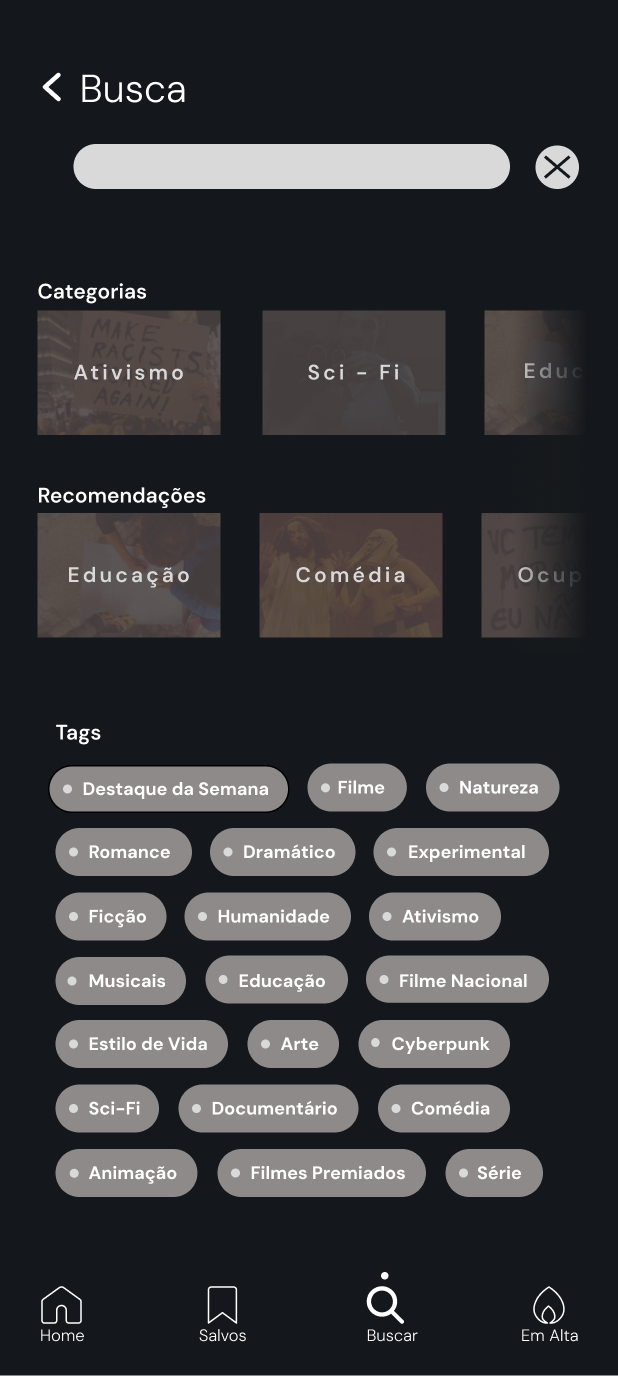 Busca
Categorias
MAKE
RACISTS
AGAIN!
Ativismo
Sci - Fi
Educ
Recomendações
Educação
Comédia
VC TEM
EU NÃ
Ocup
Tags
Destaque da Semana
Filme
Natureza
Romance
Dramático
Experimental
Ficção
Humanidade
Ativismo
Musicais
Educação
Filme Nacional
Estilo de Vida
Arte
Cyberpunk
Sci-Fi
Documentário
Comédia
Animação
Filmes Premiados
Série
Home
Salvos
Buscar
Em Alta